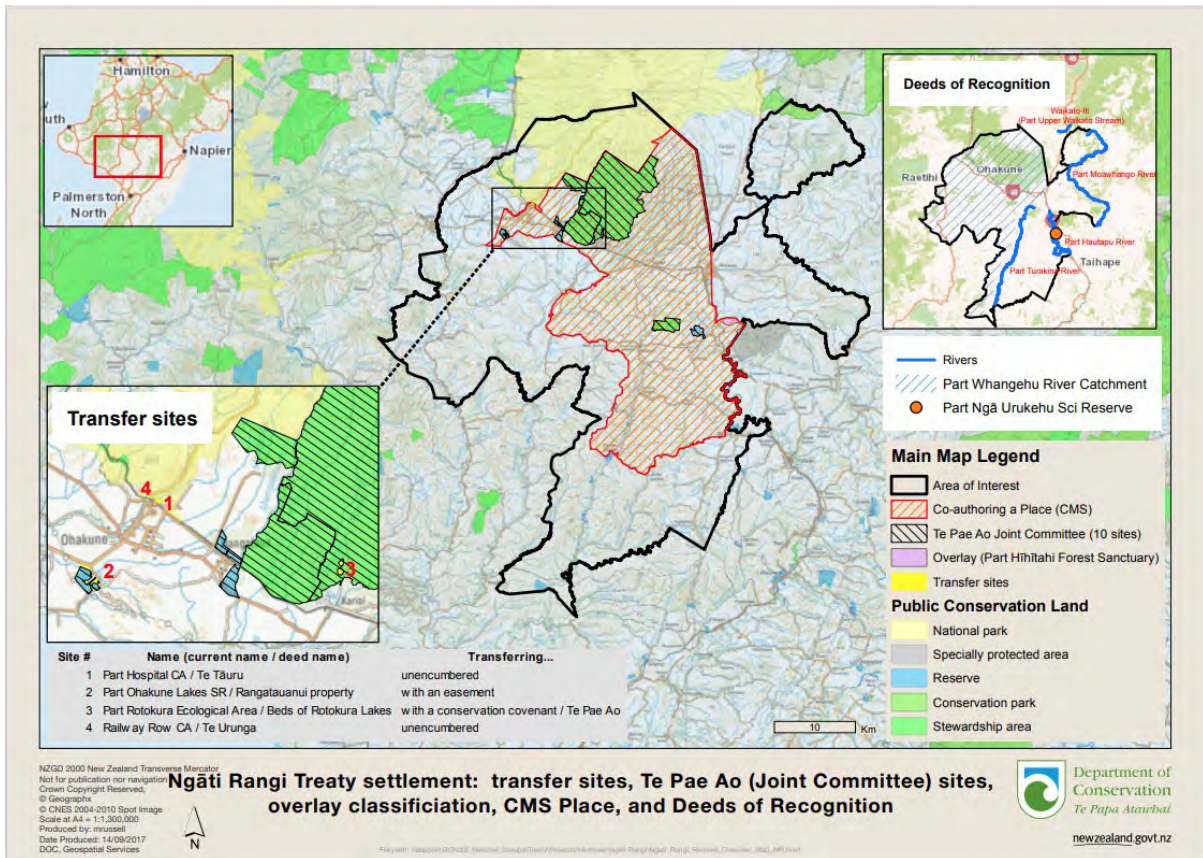 Hamilton
outh
Napier
Palmerston
North
Deeds of Recognition
Waikato-iti
(Part Upper Waikato Stream)
Raetihi
Ohakune
Part Moawhango River
Part Hautapu River
Taihape
Part Turakina River
Rivers
Part Whangehu River Catchment
Part Ngā Urukehu Sci Reserve
Main Map Legend
Area of Interest
Co-authoring a Place (CMS)
Te Pae Ao Joint Committee (10 sites)
Overlay (Part Hīhītahi Forest Sanctuary)
Transfer sites
Public Conservation Land
National park
Specially protected area
Reserve
Conservation park
Stewardship area
Transfer sites
4
1
Ohakune
2
3
Karioi
Site # Name (current name / deed name) Transferring...
1 Part Hospital CA / Te Tāuru unencumbered
2 Part Ohakune Lakes SR / Rangatauanui property with an easement
3 Part Rotokura Ecological Area / Beds of Rotokura Lakes with a conservation covenant / Te Pae Ao
4 Railway Row CA / Te Urunga unencumbered
10 Km
NZGD 2000 New Zealand Transverse Mercator
Not for publication nor navigation
Crown Copyright Reserved,
© Geographx
© CNES 2004-2010 Spot Image
Scale at A4 = 1:1,300,000
Produced by: mrussell
Date Produced: 14/09/2017
DOC, Geospatial Services
N
Ngāti Rangi Treaty settlement: transfer sites, Te Pae Ao (Joint Committee) sites,
overlay classificiation, CMS Place, and Deeds of Recognition
Department of
Conservation
Te Papa Atawbai
newzealand.govt.nz